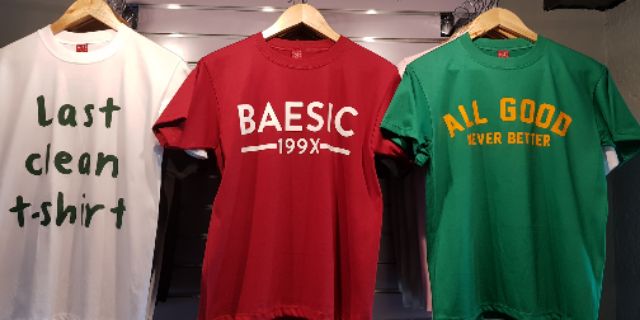 Last
clean
t-shirt
BAESIC
199X
ALL GOOD
NEVER BETTER